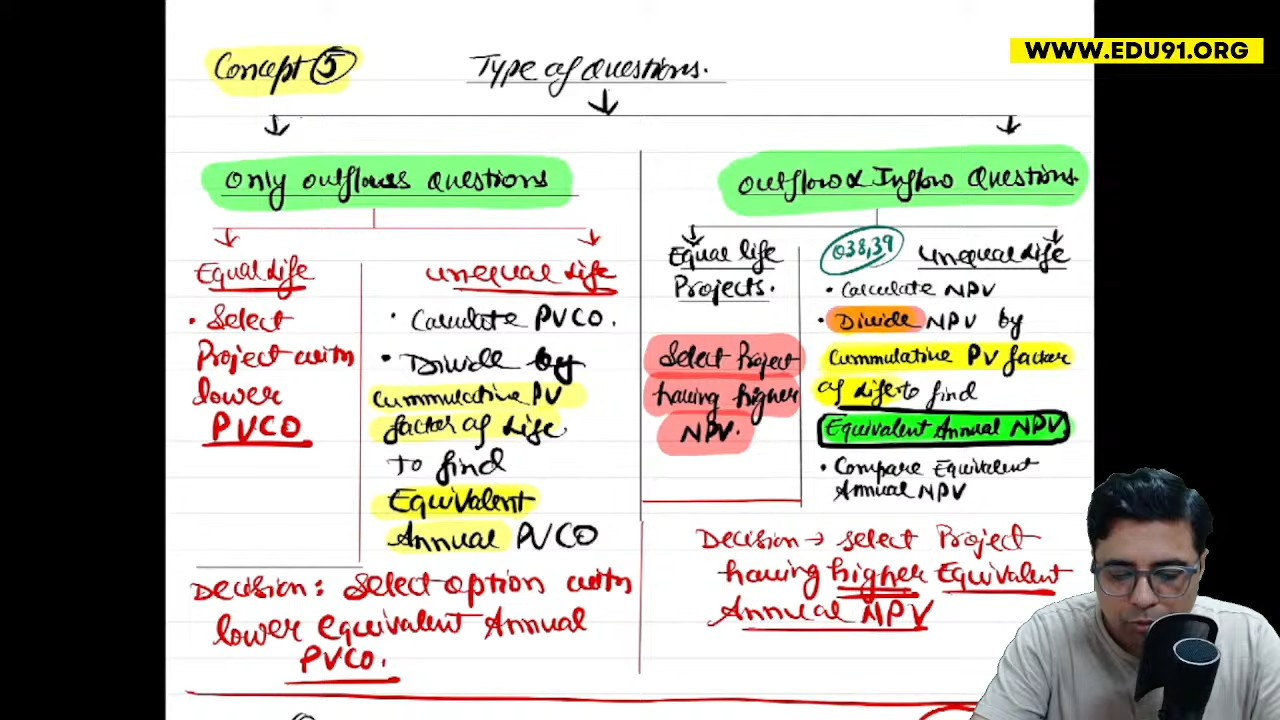 WWW.EDU91.ORG
Concept 5
Type of Questions.
Only outflows Questions
Equal Life
• Select
Project with
lower
PVCO
unequal Life
• Calculate PVCO.
• Divide by
cummulative PV
factor of Life
To find
Equivalent
Annual PVCO
Decision: Select option with
lower equivalent Annual
PVCO.
Outflow & Inflow Questions.
Equal life
Projects.
Select Project
having higher
NPV.
Q38,39
unequal Life
• Calculate NPV
• Divide NPV by
Cummulative PV factor
of life to find
Equivalent Annual NPV
• Compare Equivalent
Annual NPV
Decision → select Project
having higher Equivalent
Annual NPV